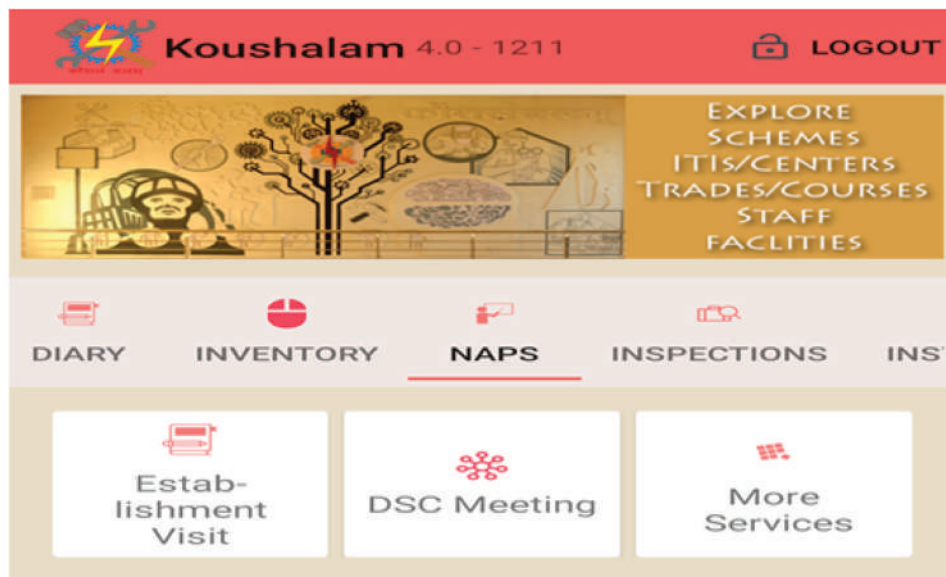 Koushalam 4.0 - 1211
LOGOUT
EXPLORE
SCHEMES
ITIS/CENTERS
TRADES/COURSES
STAFF
FACLITIES
DIARY
INVENTORY
NAPS
INSPECTIONS
INS
Estab-
lishment
Visit
DSC Meeting
More
Services